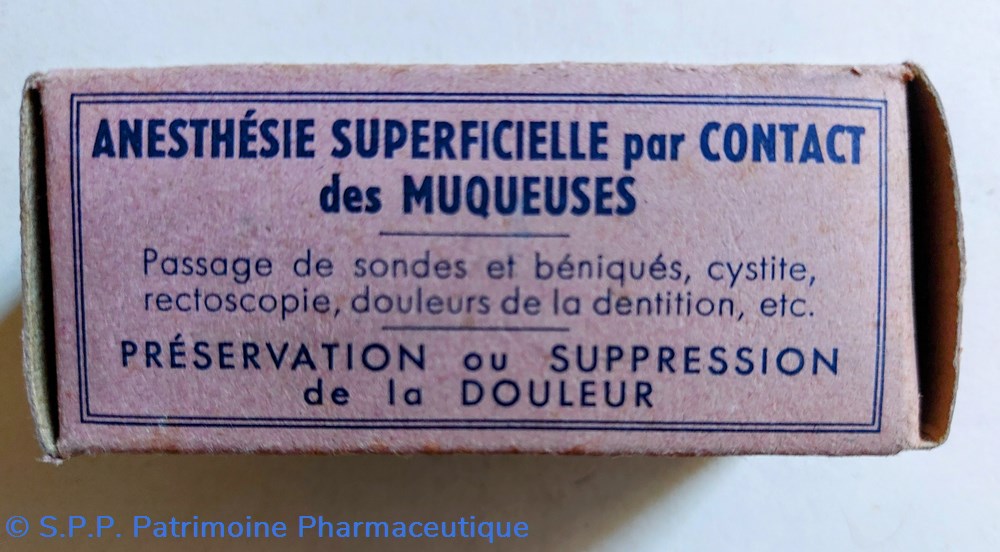 ANESTHÉSIE SUPERFICIELLE par CONTACT
des MUQUEUSES
Passage de sondes et béniqués, cystite,
rectoscopie, douleurs de la dentition, etc.
PRÉSERVATION ou SUPPRESSION
de la DOULEUR
© S.P.P. Patrimoine Pharmaceutique